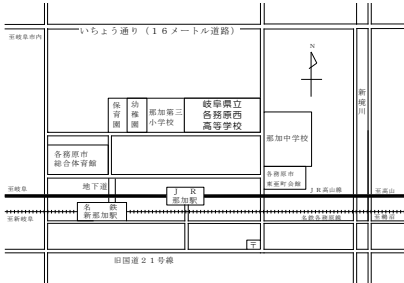 いちょう通り（１６メートル道路）
至岐阜市内
N
新境川
保育園
幼稚園
那加第三
小学校
岐阜県立
各務原西
高等学校
那加中学校
各務原市
総合体育館
各務原市
東亜町会館
地下道
至岐阜
ＪＲ
那加駅
ＪＲ高山線
至高山
名鉄
新那加駅
至新岐阜
名鉄各務原線
〒
旧国道２１号線